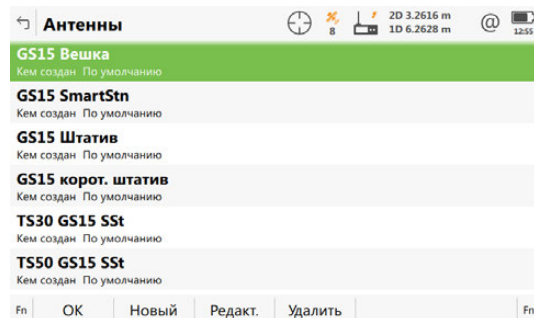 Антенны
8
2D 3.2616 m
1D 6.2628 m
@
12:55
GS15 Вешка
Кем создан По умолчанию
GS15 SmartStn
Кем создан По умолчанию
GS15 Штатив
Кем создан По умолчанию
GS15 корот. штатив
Кем создан По умолчанию
TS30 GS15 SSt
Кем создан По умолчанию
TS50 GS15 SSt
Кем создан По умолчанию
Fn OK Новый Редакт. Удалить Fn